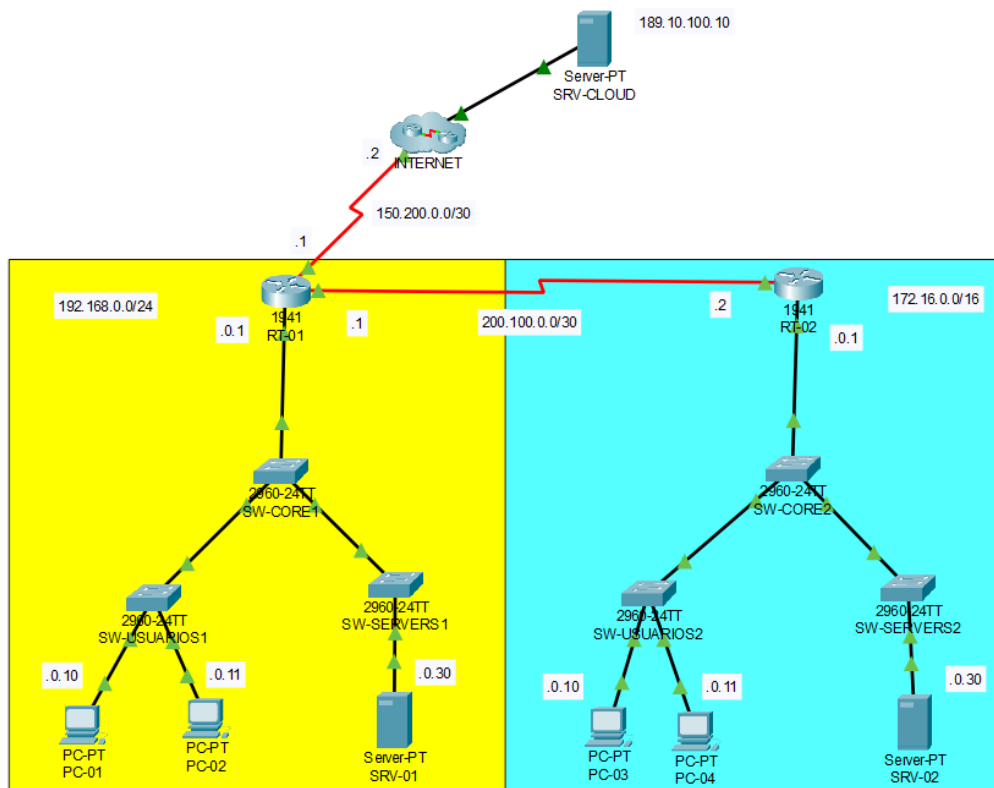 189.10.100.10
Server-PT
SRV-CLOUD
.2
INTERNET
150.200.0.0/30
.1
192.168.0.0/24
1941
RT-01
.0.1
.1
200.100.0.0/30
.2
1941
RT-02
172.16.0.0/16
.0.1
2960-24TT
SW-CORE1
2960-24TT
SW-CORE2
2960-24TT
SW-USUARIOS1
2960-24TT
SW-SERVERS1
2960-24TT
SW-USUARIOS2
2960-24TT
SW-SERVERS2
.0.10
.0.11
.0.30
.0.10
.0.11
.0.30
PC-PT
PC-01
PC-PT
PC-02
Server-PT
SRV-01
PC-PT
PC-03
PC-PT
PC-04
Server-PT
SRV-02